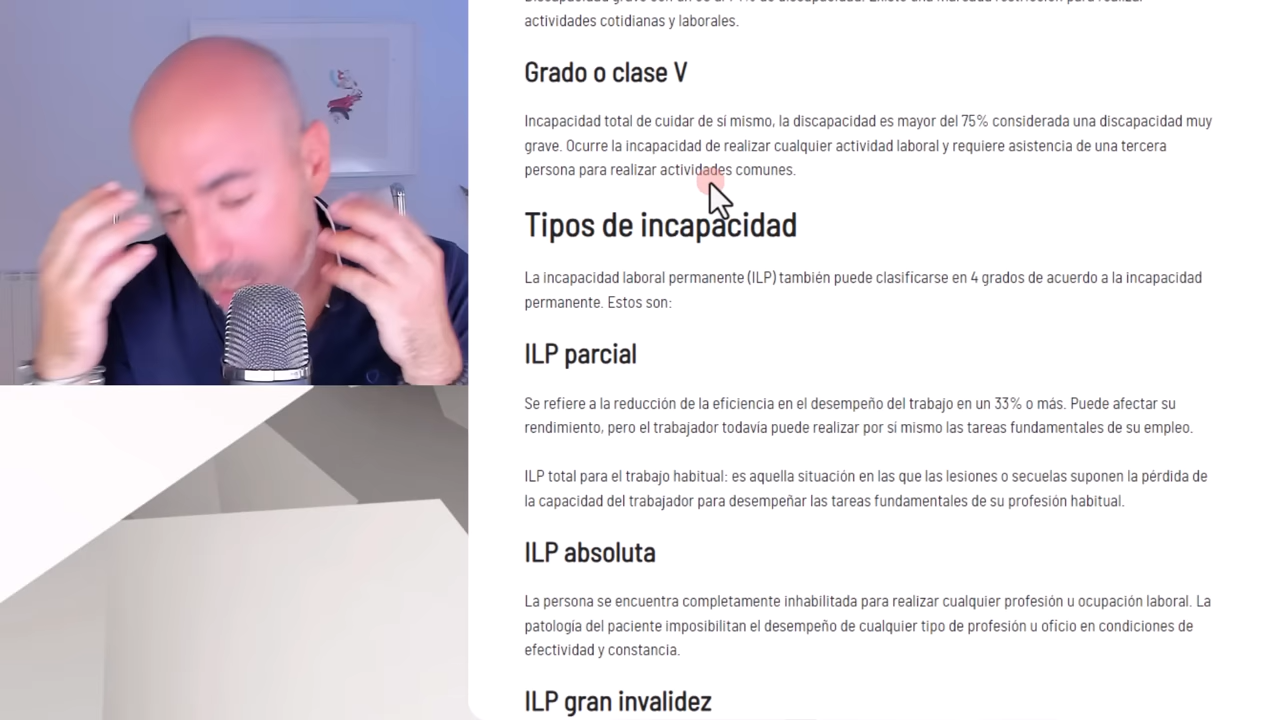 actividades cotidianas y laborales.
Grado o clase V
Incapacidad total de cuidar de sí mismo, la discapacidad es mayor del 75% considerada una discapacidad muy
grave. Ocurre la incapacidad de realizar cualquier actividad laboral y requiere asistencia de una tercera
persona para realizar actividades comunes.
Tipos de incapacidad
La incapacidad laboral permanente (ILP) también puede clasificarse en 4 grados de acuerdo a la incapacidad
permanente. Estos son:
ILP parcial
Se refiere a la reducción de la eficiencia en el desempeño del trabajo en un 33% o más. Puede afectar su
rendimiento, pero el trabajador todavía puede realizar por sí mismo las tareas fundamentales de su empleo.
ILP total para el trabajo habitual: es aquella situación en las que las lesiones o secuelas suponen la pérdida de
la capacidad del trabajador para desempeñar las tareas fundamentales de su profesión habitual.
ILP absoluta
La persona se encuentra completamente inhabilitada para realizar cualquier profesión u ocupación laboral. La
patología del paciente imposibilitan el desempeño de cualquier tipo de profesión u oficio en condiciones de
efectividad y constancia.
ILP gran invalidez